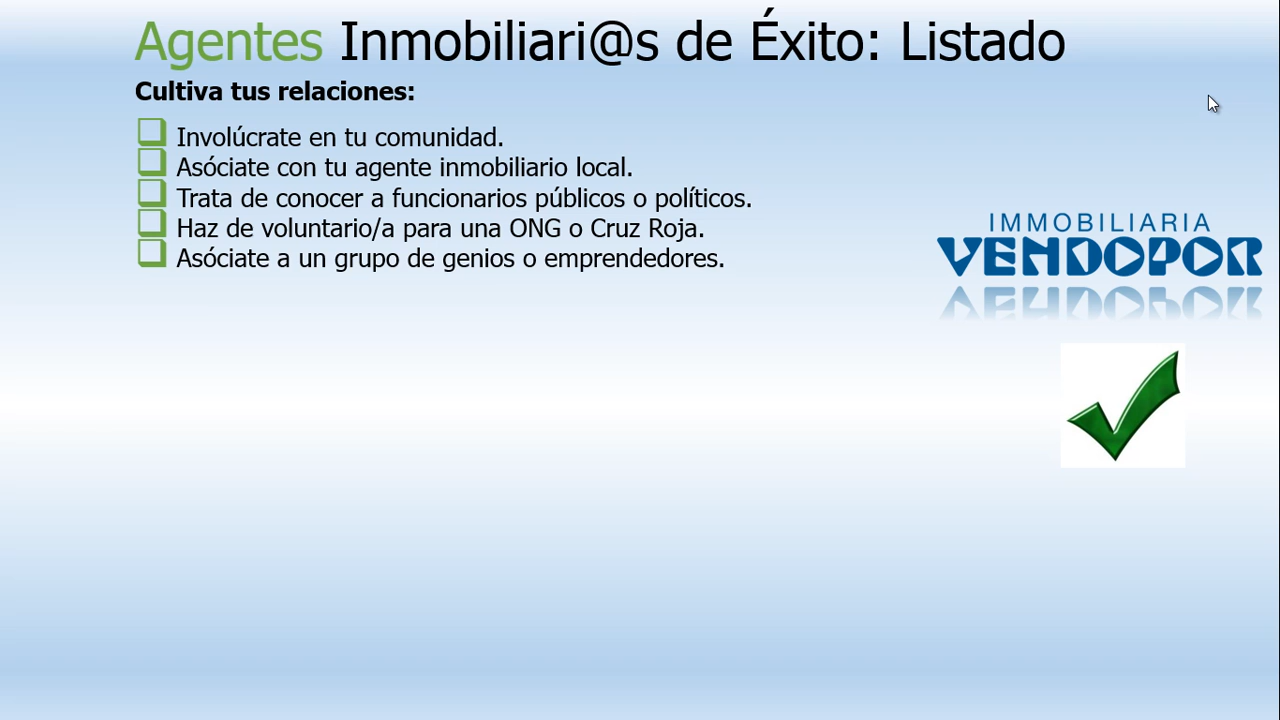 Agentes Inmobiliari@s de Éxito: Listado
Cultiva tus relaciones:
Involúcrate en tu comunidad.
Asóciate con tu agente inmobiliario local.
Trata de conocer a funcionarios públicos o políticos.
Haz de voluntario/a para una ONG o Cruz Roja.
Asóciate a un grupo de genios o emprendedores.
IMMOBILIARIA
VENDOPOR